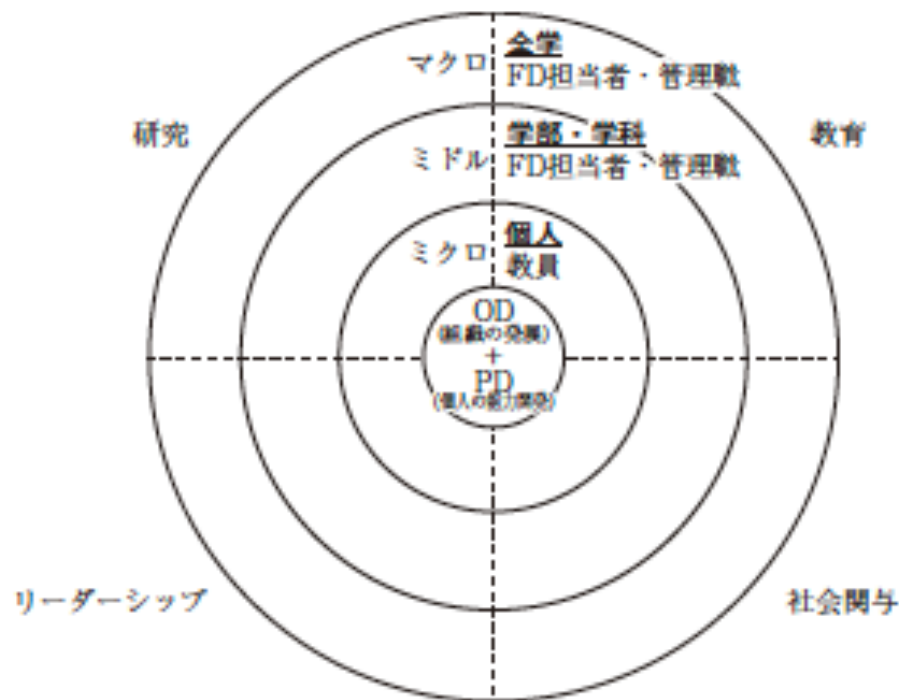 マクロ
全学
FD担当者・管理職
研究
教育
ミドル
学部・学科
FD担当者・管理職
ミクロ
個人
教員
OD
(組織の発展)
+
PD
(個人の能力開発)
リーダーシップ
社会関与